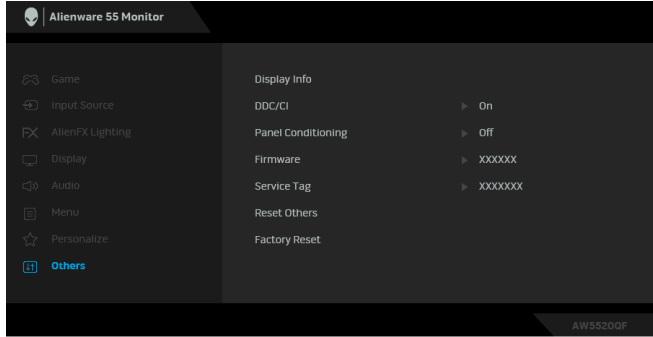 Alienware 55 Monitor
Game
Display Info
Input Source
DDC/CI On
FX AlienFX Lighting
Panel Conditioning Off
Display
Firmware XXXXXX
Audio
Service Tag XXXXXXX
Menu
Reset Others
Personalize
Factory Reset
Others
AW5520QF